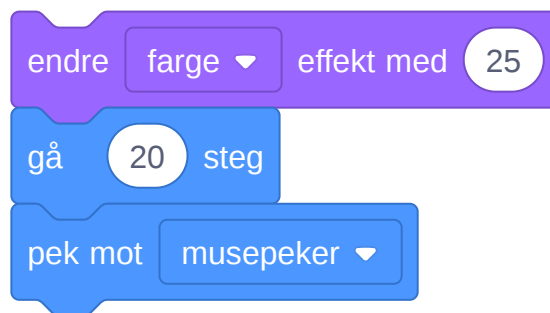 endre farge effekt med 25
gå 20 steg
pek mot musepeker